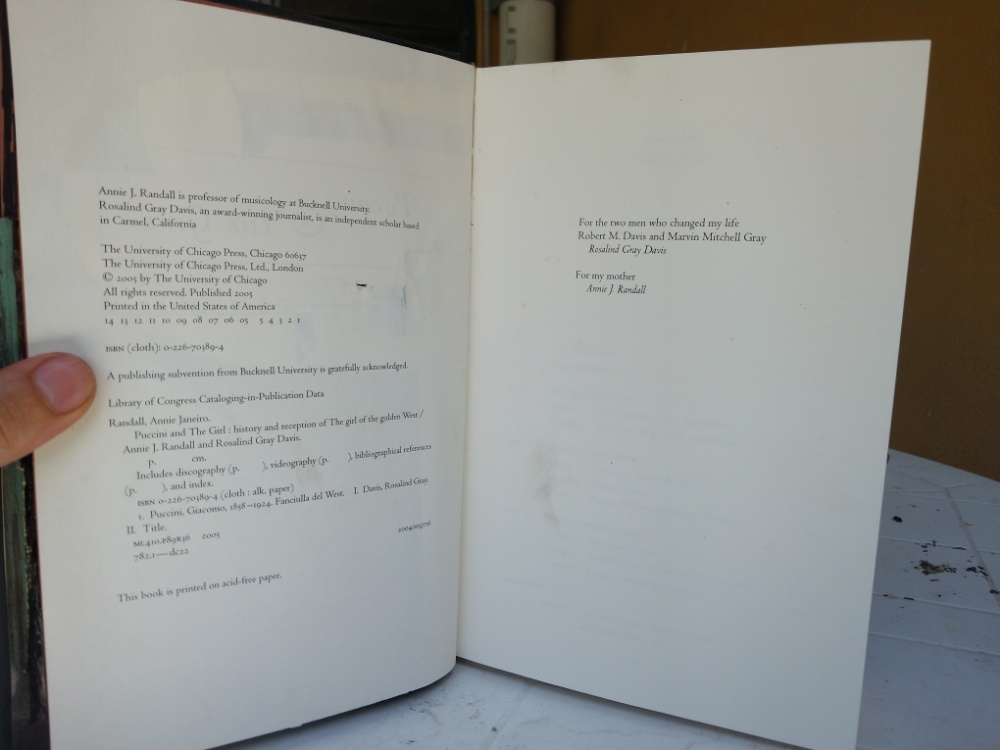 Annie J. Randall is professor of musicology at Bucknell University.
Rosalind Gray Davis, an award-winning journalist, is an independent scholar based
in Carmel, California
The University of Chicago Press, Chicago 60637
The University of Chicago Press, Ltd., London
© 2005 by The University of Chicago
All rights reserved. Published 2005
Printed in the United States of America
14 13 12 11 10 09 08 07 06 05 5 4 3 2 1
ISBN (cloth): 0-226-70389-4
A publishing subvention from Bucknell University is gratefully acknowledged.
Library of Congress Cataloging-in-Publication Data
Randall, Annie Janeiro.
Puccini and The Girl : history and reception of The girl of the golden West /
Annie J. Randall and Rosalind Gray Davis.
p. cm.
Includes discography (p. ), videography (p. ), bibliographical references
(p. ), and index.
ISBN 0-226-70389-4 (cloth : alk. paper)
1. Puccini, Giacomo, 1858–1924. Fanciulla del West. I. Davis, Rosalind Gray.
II. Title.
ML410.P89R36 2005
782.1—dc22
This book is printed on acid-free paper.
For the two men who changed my life
Robert M. Davis and Marvin Mitchell Gray
Rosalind Gray Davis
For my mother
Annie J. Randall